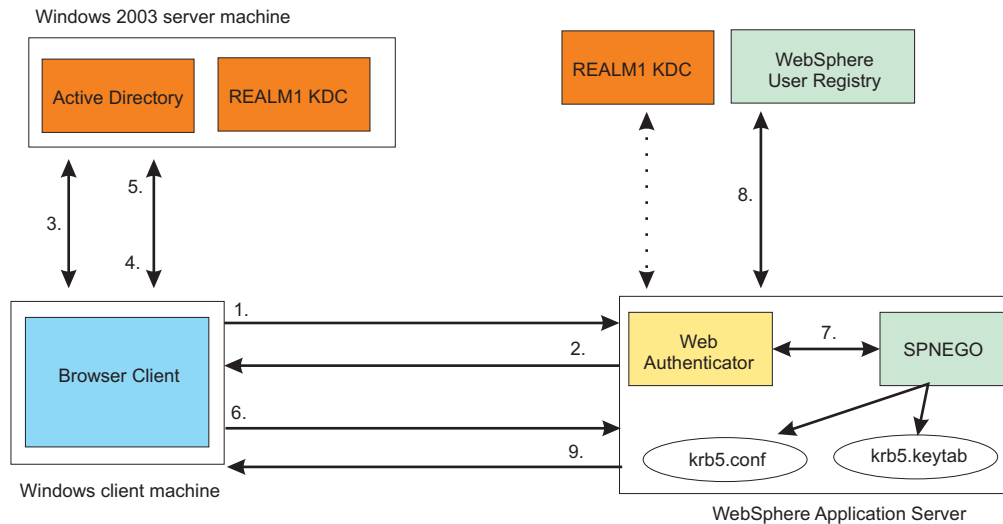 Windows 2003 server machine
Active Directory
REALM1 KDC
REALM1 KDC
WebSphere
User Registry
3.
5.
4.
8.
1.
2.
6.
9.
Browser Client
Web
Authenticator
7.
SPNEGO
krb5.conf
krb5.keytab
Windows client machine
WebSphere Application Server